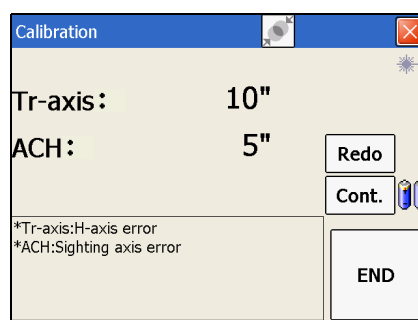 Calibration
Tr-axis: 10"
ACH: 5"
Redo
Cont.
*Tr-axis:H-axis error
*ACH:Sighting axis error
END